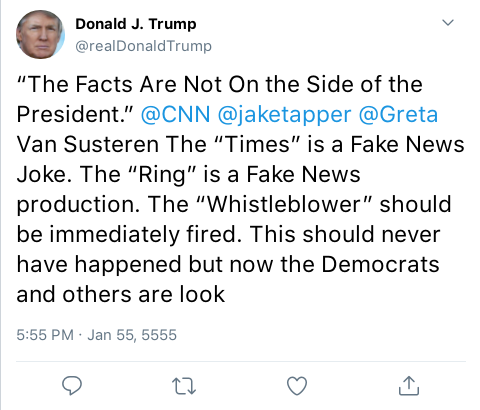 Donald J. Trump
@realDonaldTrump
“The Facts Are Not On the Side of the
President.” @CNN @jaketapper @Greta
Van Susteren The “Times” is a Fake News
Joke. The “Ring” is a Fake News
production. The “Whistleblower” should
be immediately fired. This should never
have happened but now the Democrats
and others are look
5:55 PM · Jan 55, 5555